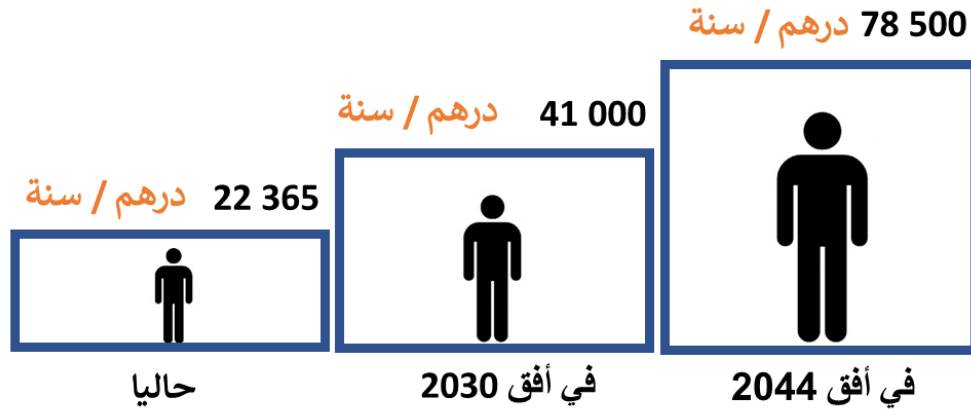 78 500 درهم / سنة
41 000 درهم / سنة
22 365 درهم / سنة
في أفق 2044
في أفق 2030
حاليا